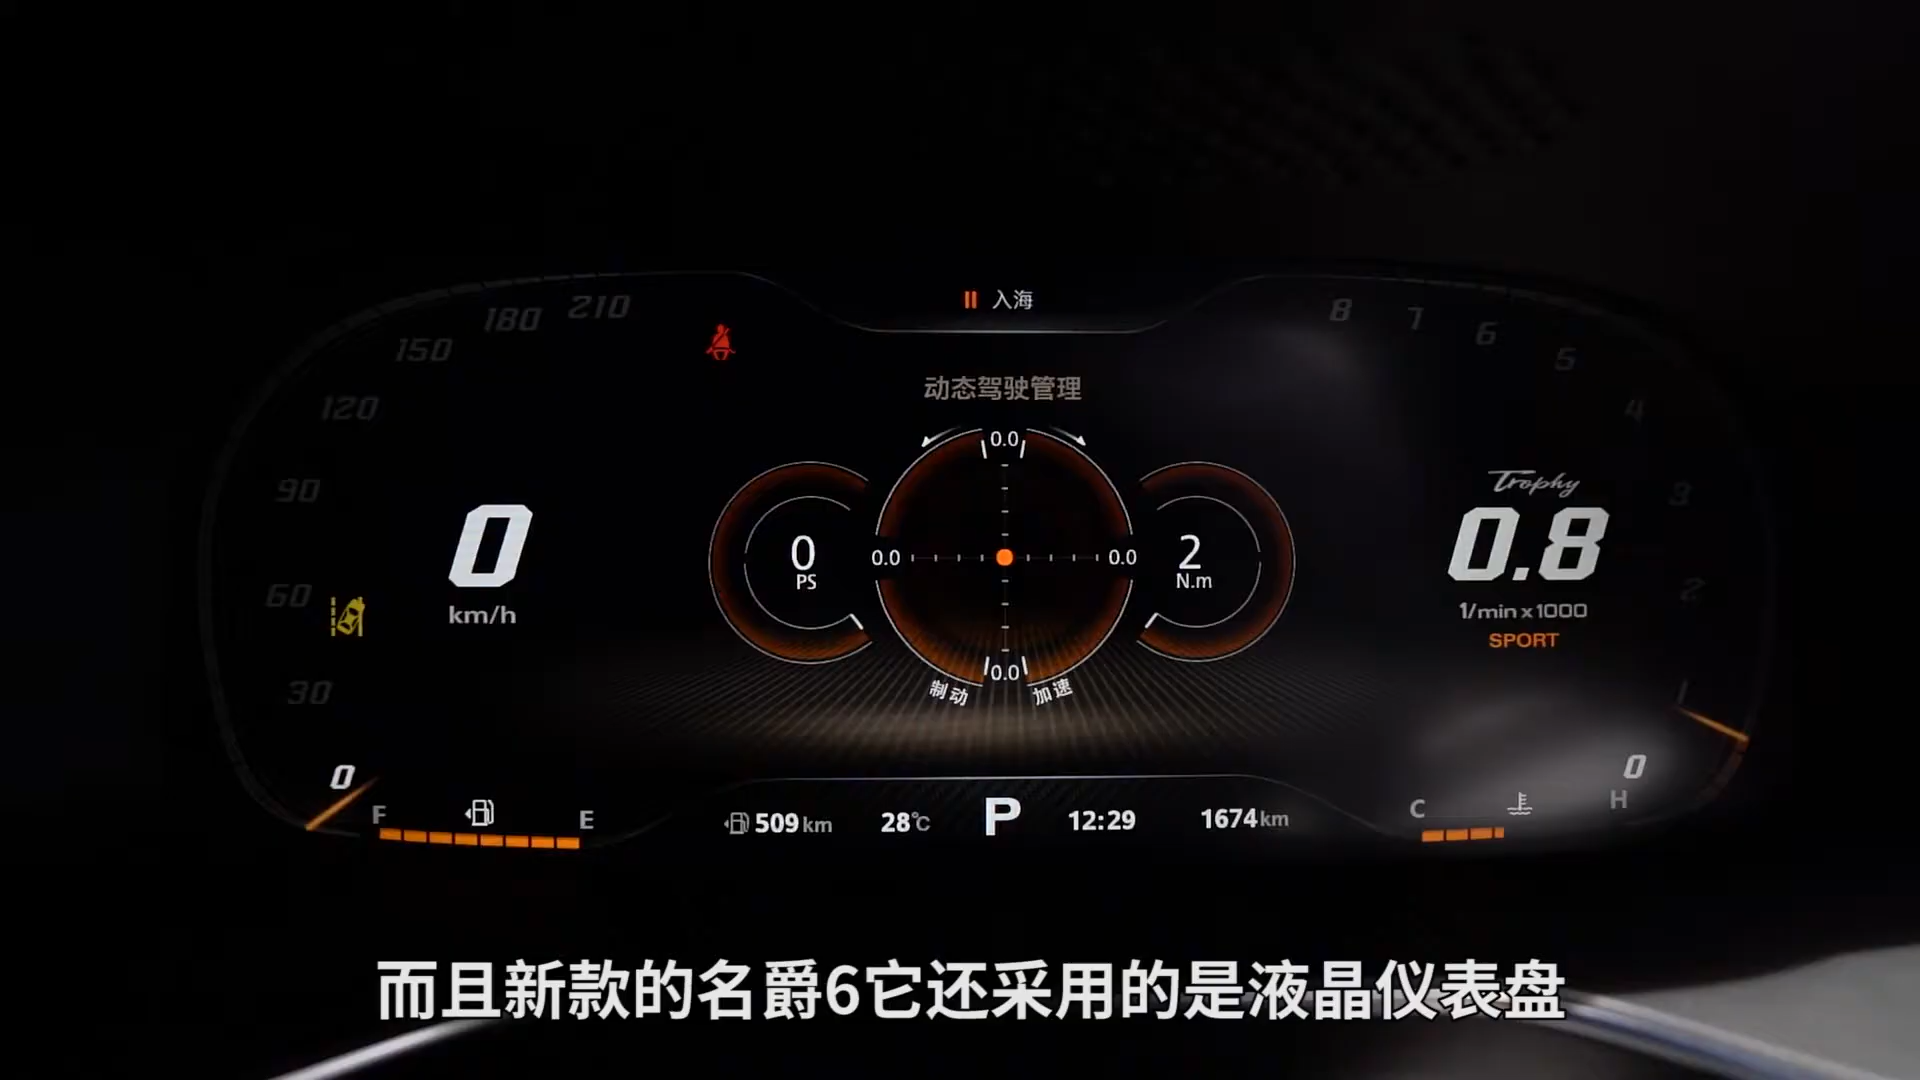 入海
210
180
150
120
90
60
30
0
8
7
6
5
4
3
2
1
0
动态驾驶管理
0.0
0.0
0.0
0.0
制动
加速
0
PS
2
N.m
0
km/h
Trophy
0.8
1/min x 1000
SPORT
F
E
509 km
28℃
P
12:29
1674 km
C
H
而且新款的名爵6它还采用的是液晶仪表盘